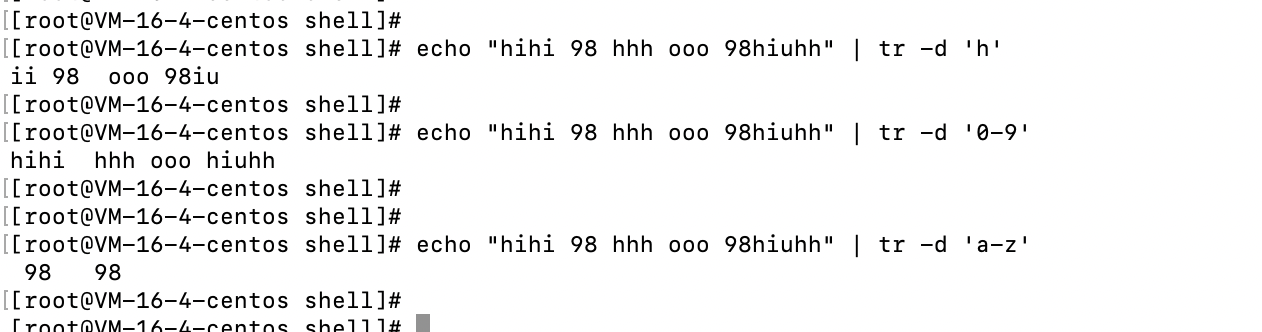 [[root@VM-16-4-centos shell]#
[[root@VM-16-4-centos shell]# echo "hihi 98 hhh ooo 98hiuhh" | tr -d 'h'
ii 98  ooo 98iu
[[root@VM-16-4-centos shell]#
[[root@VM-16-4-centos shell]# echo "hihi 98 hhh ooo 98hiuhh" | tr -d '0-9'
hihi  hhh ooo hiuhh
[[root@VM-16-4-centos shell]#
[[root@VM-16-4-centos shell]#
[[root@VM-16-4-centos shell]# echo "hihi 98 hhh ooo 98hiuhh" | tr -d 'a-z'
 98   98
[[root@VM-16-4-centos shell]#
[root@VM-16-4-centos shell]#